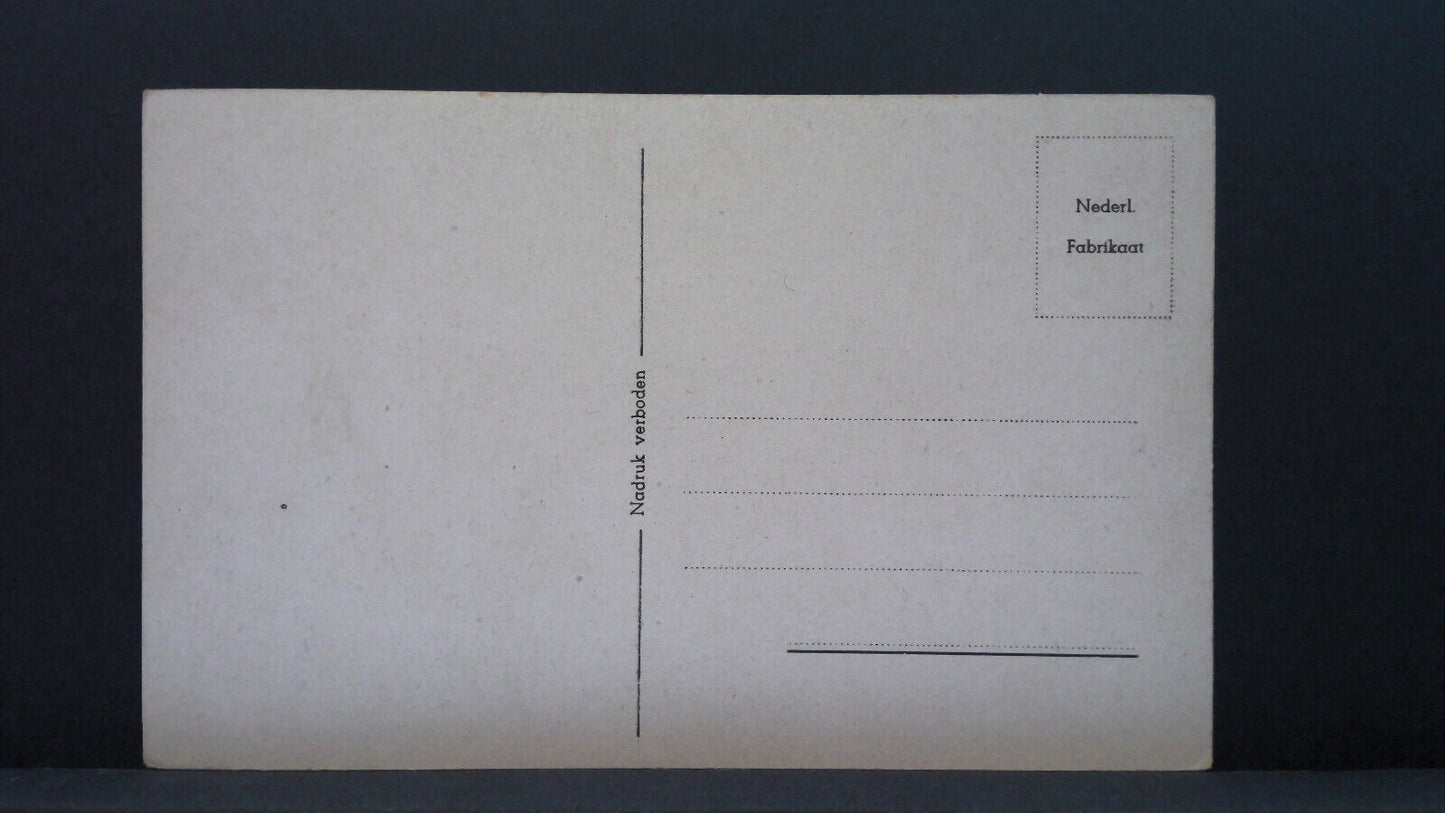 Nederl.
Fabrikaat
Nadruk verboden